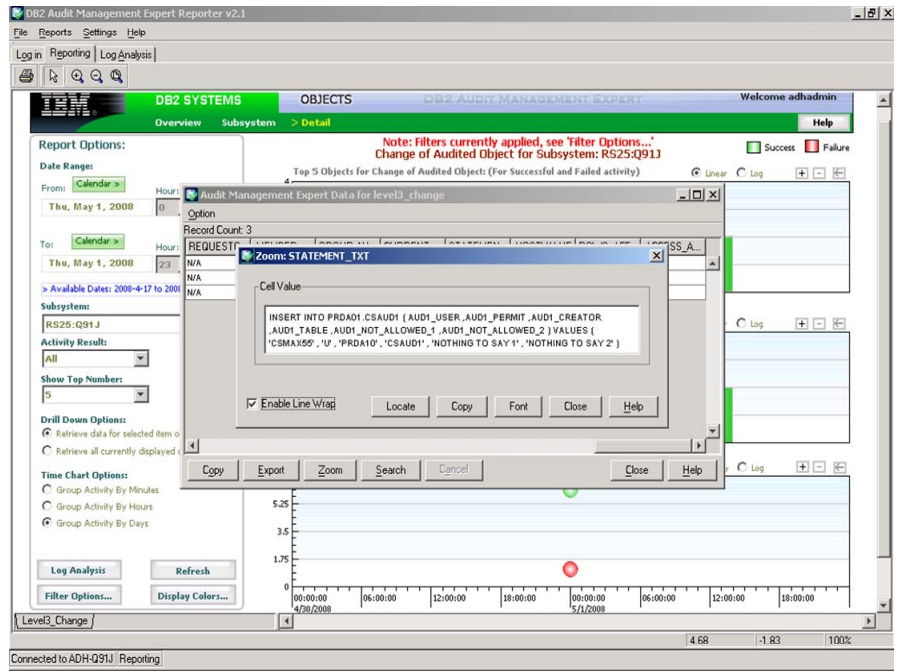 DB2 Audit Management Expert Reporter v2.1
File Reports Settings Help
Log in Reporting Log Analysis
IBM. DB2 SYSTEMS OBJECTS DB2 AUDIT MANAGEMENT EXPERT Welcome adhadmin
Overview Subsystem > Detail Help
Report Options:
Note: Filters currently applied, see 'Filter Options...'
Change of Audited Object for Subsystem: RS25:Q91J
Success Failure
Top 5 Objects for Change of Audited Object: (For Successful and Failed activity)
Linear Log
Date Range:
From: Calendar > Hour:
Thu, May 1, 2008 0
To: Calendar > Hour:
Thu, May 1, 2008 23
> Available Dates: 2008-4-17 to 2008
Subsystem:
RS25:Q91J
Activity Result:
All
Show Top Number:
5
Drill Down Options:
Retrieve data for selected item o
Retrieve all currently displayed
Time Chart Options:
Group Activity By Minutes
Group Activity By Hours
Group Activity By Days
Log Analysis Refresh
Filter Options... Display Colors...
Audit Management Expert Data for level3_change
Option
Record Count: 3
N/A
N/A
N/A
Zoom: STATEMENT_TXT
Cell Value
INSERT INTO PRDA01.CSAUD1 ( AUD1_USER ,AUD1_PERMIT ,AUD1_CREATOR
,AUD1_TABLE ,AUD1_NOT_ALLOWED_1 ,AUD1_NOT_ALLOWED_2 ) VALUES (
'CSMAX55' , 'U' , 'PRDA10' , 'CSAUD1' , 'NOTHING TO SAY 1' , 'NOTHING TO SAY 2' )
Enable Line Wrap Locate Copy Font Close Help
Copy Export Zoom Search Cancel Close Help
Log
Log
5.25
3.5
1.75
0
00:00:00 06:00:00 12:00:00 18:00:00 00:00:00 06:00:00 12:00:00 18:00:00
4/30/2008 5/1/2008
Level3_Change
4.68 -1.83 100%
Connected to ADH-Q91J Reporting